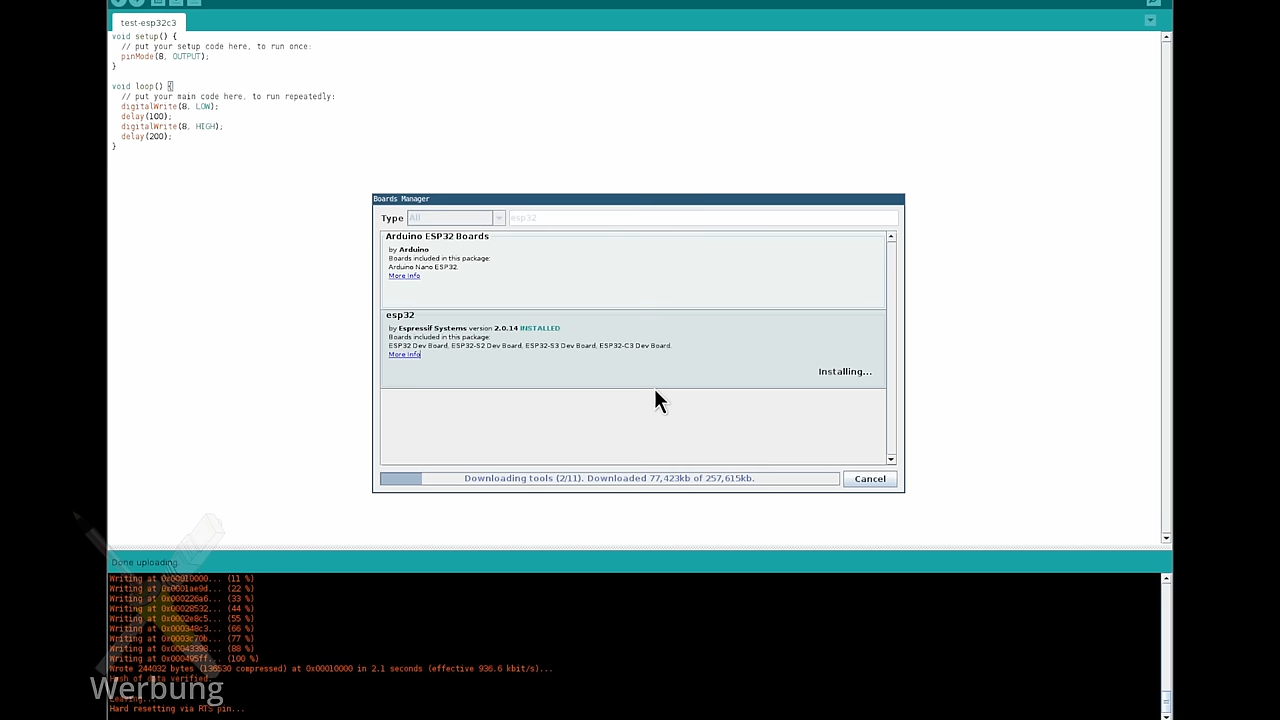 test-esp32c3
void setup() {
// put your setup code here, to run once:
pinMode(8, OUTPUT);
}
void loop() {
// put your main code here, to run repeatedly:
digitalWrite(8, LOW);
delay(100);
digitalWrite(8, HIGH);
delay(200);
}
Boards Manager
Type All esp32
Arduino ESP32 Boards
by Arduino
Boards included in this package:
Arduino Nano ESP32.
More Info
esp32
by Espressif Systems version 2.0.14 INSTALLED
Boards included in this package:
ESP32 Dev Board, ESP32-S2 Dev Board, ESP32-S3 Dev Board, ESP32-C3 Dev Board.
More Info
Installing...
Downloading tools (2/11). Downloaded 77,423kb of 257,615kb.
Cancel
Done uploading.
Writing at 0x00010000... (11 %)
Writing at 0x0001ae9d... (22 %)
Writing at 0x000226a6... (33 %)
Writing at 0x00028532... (44 %)
Writing at 0x0002e8c5... (55 %)
Writing at 0x000348c3... (66 %)
Writing at 0x0003c70b... (77 %)
Writing at 0x00043398... (88 %)
Writing at 0x000495ff... (100 %)
Wrote 244032 bytes (136530 compressed) at 0x00010000 in 2.1 seconds (effective 936.6 kbit/s)...
Hash of data verified.
Werbung
Leaving...
Hard resetting via RTS pin...